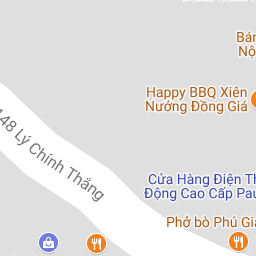 Bán
Nộ
Happy BBQ Xiên
Nướng Đồng Giá
148 Lý Chính Thắng
Cửa Hàng Điện Th
Động Cao Cấp Pau
Phở bò Phú Gia